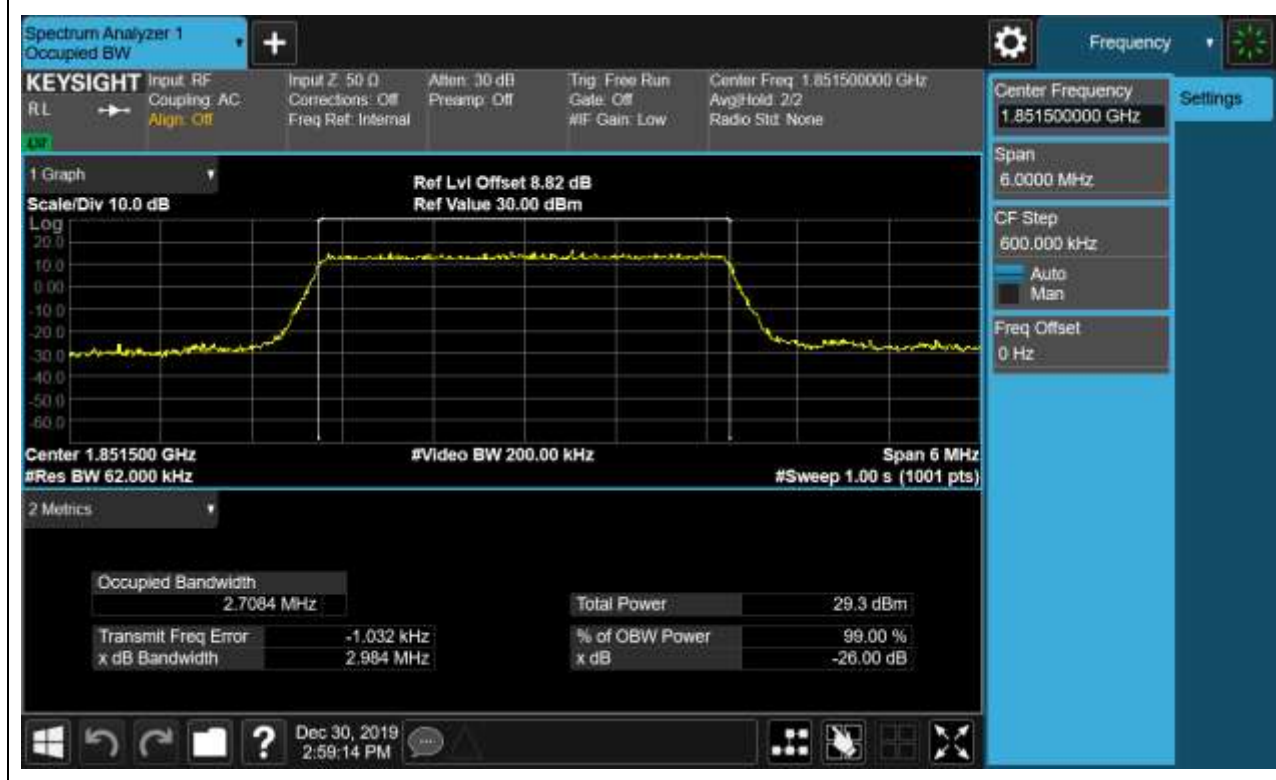 Spectrum Analyzer 1
Occupied BW
+
Frequency
KEYSIGHT
RL
Input: RF
Coupling: AC
Align: Off
Input Z: 50 Ω
Corrections: Off
Freq Ref: Internal
Atten: 30 dB
Preamp: Off
Trig: Free Run
Gate: Off
#IF Gain: Low
Center Freq: 1.851500000 GHz
Avg|Hold: 2/2
Radio Std: None
Center Frequency
1.851500000 GHz
Settings
Span
6.0000 MHz
CF Step
600.000 kHz
Auto
Man
Freq Offset
0 Hz
1 Graph
Scale/Div 10.0 dB
Ref Lvl Offset 8.82 dB
Ref Value 30.00 dBm
Log
20.0
10.0
0.00
-10.0
-20.0
-30.0
-40.0
-50.0
-60.0
Center 1.851500 GHz
#Video BW 200.00 kHz
Span 6 MHz
#Res BW 62.000 kHz
#Sweep 1.00 s (1001 pts)
2 Metrics
Occupied Bandwidth
2.7084 MHz
Total Power 29.3 dBm
Transmit Freq Error -1.032 kHz
% of OBW Power 99.00 %
x dB Bandwidth 2.984 MHz
x dB -26.00 dB
?
Dec 30, 2019
2:59:14 PM